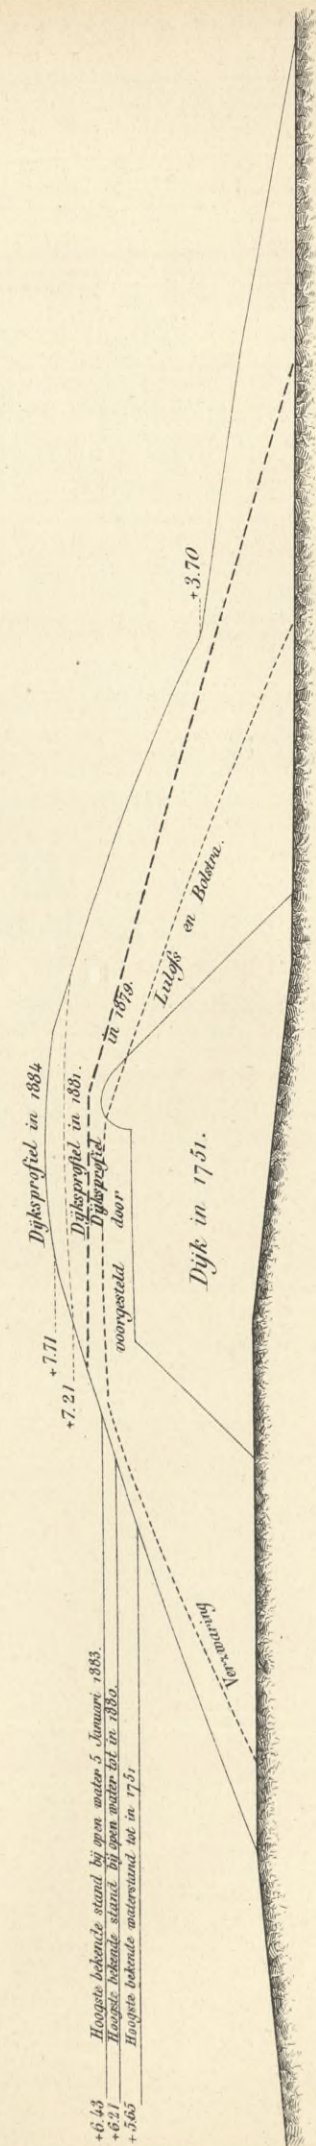 +6.43 Hoogste bekende stand bij open water 5 Januari 1883.
+6.21 Hoogste bekende stand bij open water tot in 1880.
+5.65 Hoogste bekende waterstand tot in 1751
+7.71
+7.21
Dijksprofiel in 1884
Dijksprofiel in 1881.
Dijksprofiel in 1879.
voorgesteld door Lulofs en Bolstra.
Verzwaring
Dijk in 1751.
+3.70